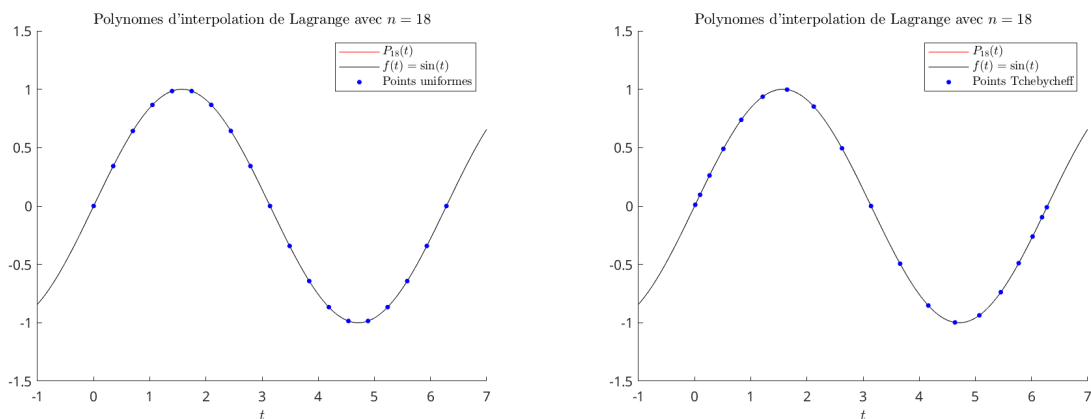 Polynomes d'interpolation de Lagrange avec n = 18
P₁₈(t)
f(t) = sin(t)
Points uniformes
1.5
1
0.5
0
-0.5
-1
-1.5
-1 0 1 2 3 4 5 6 7
t
Polynomes d'interpolation de Lagrange avec n = 18
P₁₈(t)
f(t) = sin(t)
Points Tchebycheff
1.5
1
0.5
0
-0.5
-1
-1.5
-1 0 1 2 3 4 5 6 7
t